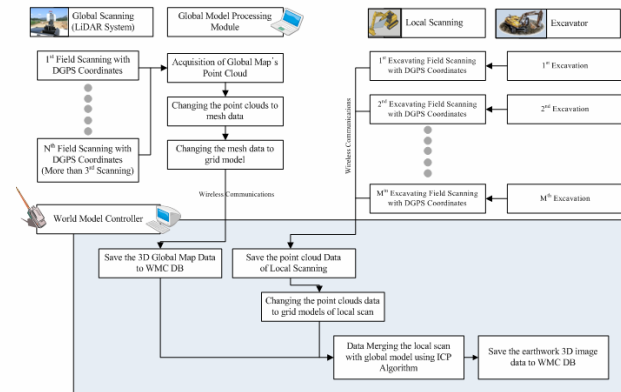 Global Scanning
(LiDAR System)
Global Model Processing
Module
Local Scanning
Excavator
1st Field Scanning with
DGPS Coordinates
Nth Field Scanning with
DGPS Coordinates
(More than 3rd Scanning)
Acquisition of Global Map's
Point Cloud
Changing the point clouds to
mesh data
Changing the mesh data to
grid model
Wireless Communications
Wireless Communications
1st Excavating Field Scanning
with DGPS Coordinates
1st Excavation
2nd Excavating Field Scanning
with DGPS Coordinates
2nd Excavation
Mth Excavating Field Scanning
with DGPS Coordinates
Mth Excavation
World Model Controller
Save the 3D Global Map Data
to WMC DB
Save the point cloud Data
of Local Scanning
Changing the point clouds data
to grid models of local scan
Data Merging the local scan
with global model using ICP
Algorithm
Save the earthwork 3D image
data to WMC DB